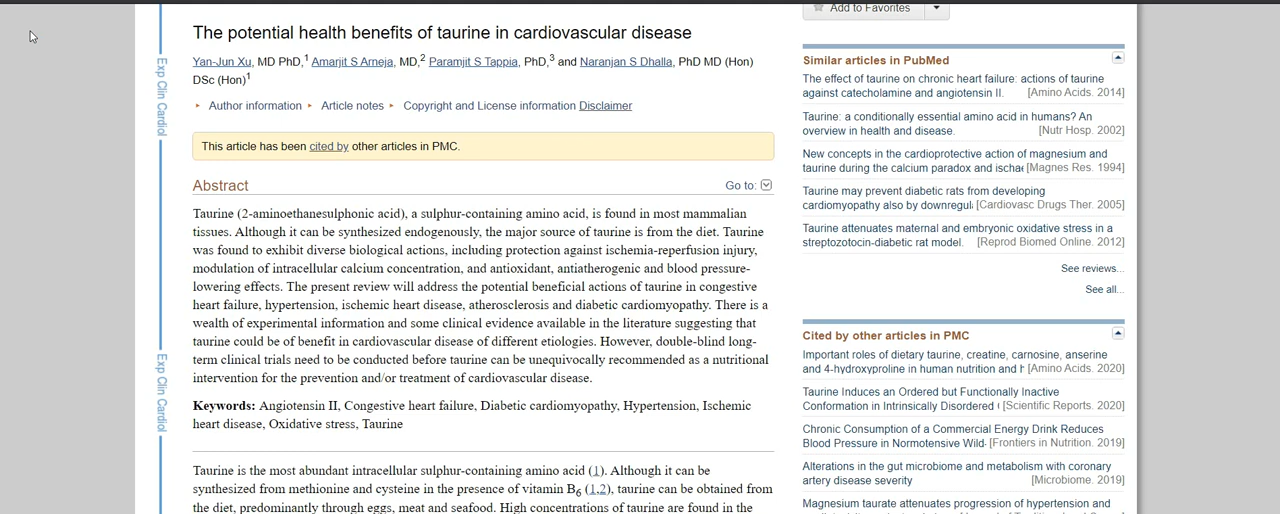 Add to Favorites
The potential health benefits of taurine in cardiovascular disease
Yan-Jun Xu, MD PhD,1 Amarjit S Arneja, MD,2 Paramjit S Tappia, PhD,3 and Naranjan S Dhalla, PhD MD (Hon)
DSc (Hon)1
Author information Article notes Copyright and License information Disclaimer
This article has been cited by other articles in PMC.
Abstract
Go to:
Taurine (2-aminoethanesulphonic acid), a sulphur-containing amino acid, is found in most mammalian
tissues. Although it can be synthesized endogenously, the major source of taurine is from the diet. Taurine
was found to exhibit diverse biological actions, including protection against ischemia-reperfusion injury,
modulation of intracellular calcium concentration, and antioxidant, antiatherogenic and blood pressure-
lowering effects. The present review will address the potential beneficial actions of taurine in congestive
heart failure, hypertension, ischemic heart disease, atherosclerosis and diabetic cardiomyopathy. There is a
wealth of experimental information and some clinical evidence available in the literature suggesting that
taurine could be of benefit in cardiovascular disease of different etiologies. However, double-blind long-
term clinical trials need to be conducted before taurine can be unequivocally recommended as a nutritional
intervention for the prevention and/or treatment of cardiovascular disease.
Keywords: Angiotensin II, Congestive heart failure, Diabetic cardiomyopathy, Hypertension, Ischemic
heart disease, Oxidative stress, Taurine
Taurine is the most abundant intracellular sulphur-containing amino acid (1). Although it can be
synthesized from methionine and cysteine in the presence of vitamin B6 (1,2), taurine can be obtained from
the diet, predominantly through eggs, meat and seafood. High concentrations of taurine are found in the
Exp Clin Cardiol
Exp Clin Cardiol
Similar articles in PubMed
The effect of taurine on chronic heart failure: actions of taurine
against catecholamine and angiotensin II. [Amino Acids. 2014]
Taurine: a conditionally essential amino acid in humans? An
overview in health and disease. [Nutr Hosp. 2002]
New concepts in the cardioprotective action of magnesium and
taurine during the calcium paradox and ischae [Magnes Res. 1994]
Taurine may prevent diabetic rats from developing
cardiomyopathy also by downregul [Cardiovasc Drugs Ther. 2005]
Taurine attenuates maternal and embryonic oxidative stress in a
streptozotocin-diabetic rat model. [Reprod Biomed Online. 2012]
See reviews...
See all...
Cited by other articles in PMC
Important roles of dietary taurine, creatine, carnosine, anserine
and 4-hydroxyproline in human nutrition and h [Amino Acids. 2020]
Taurine Induces an Ordered but Functionally Inactive
Conformation in Intrinsically Disordered [Scientific Reports. 2020]
Chronic Consumption of a Commercial Energy Drink Reduces
Blood Pressure in Normotensive Wild- [Frontiers in Nutrition. 2019]
Alterations in the gut microbiome and metabolism with coronary
artery disease severity [Microbiome. 2019]
Magnesium taurate attenuates progression of hypertension and